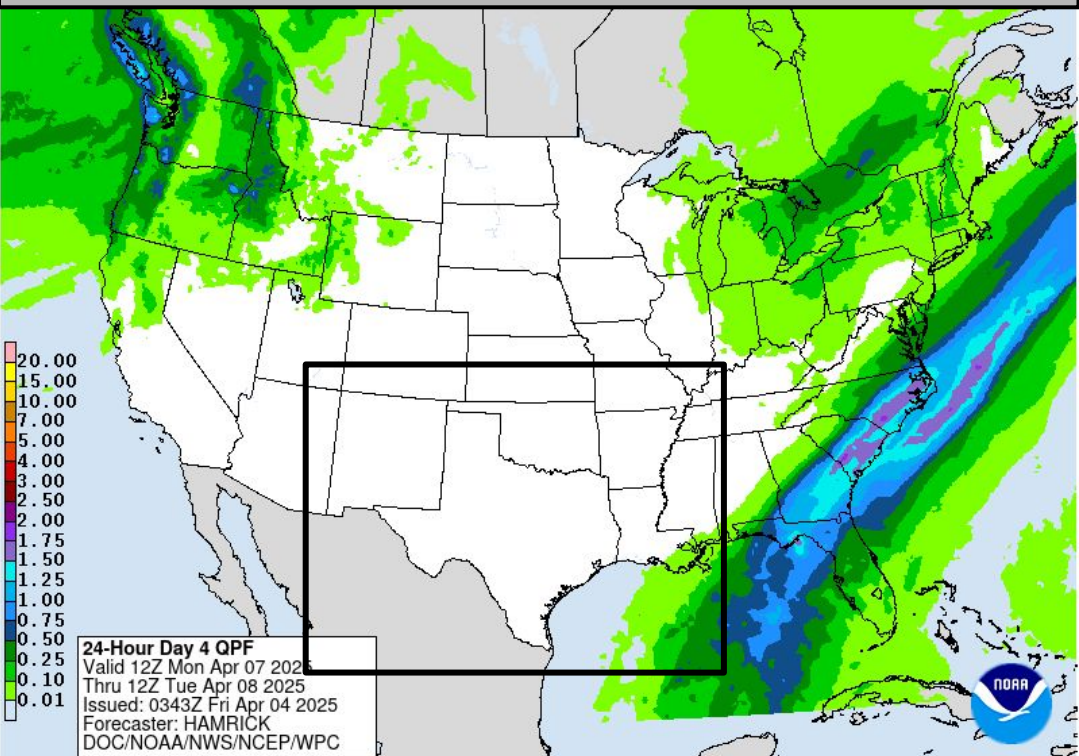 20.00
15.00
10.00
7.00
5.00
4.00
3.00
2.50
2.00
1.75
1.50
1.25
1.00
0.75
0.50
0.25
0.10
0.01
24-Hour Day 4 QPF
Valid 12Z Mon Apr 07 2025
Thru 12Z Tue Apr 08 2025
Issued: 0343Z Fri Apr 04 2025
Forecaster: HAMRICK
DOC/NOAA/NWS/NCEP/WPC
NOAA